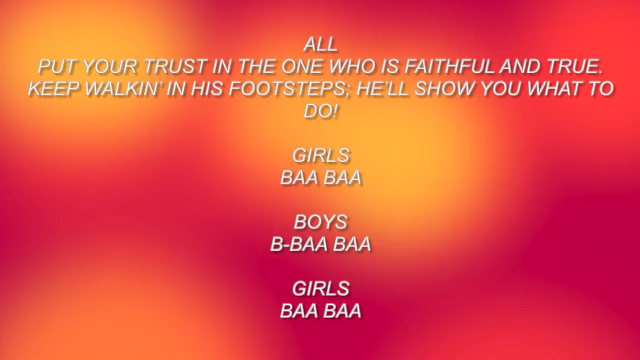 ALL
PUT YOUR TRUST IN THE ONE WHO IS FAITHFUL AND TRUE.
KEEP WALKIN' IN HIS FOOTSTEPS; HE'LL SHOW YOU WHAT TO
DO!
GIRLS
BAA BAA
BOYS
B-BAA BAA
GIRLS
BAA BAA